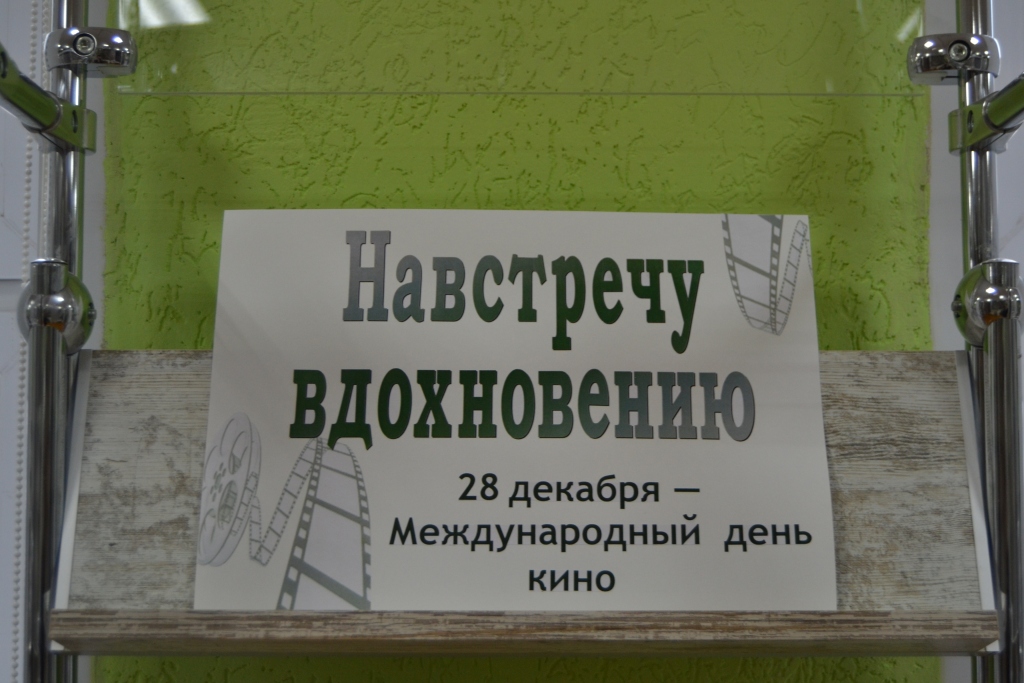 Навстречу
вдохновению
28 декабря —
Международный день
кино